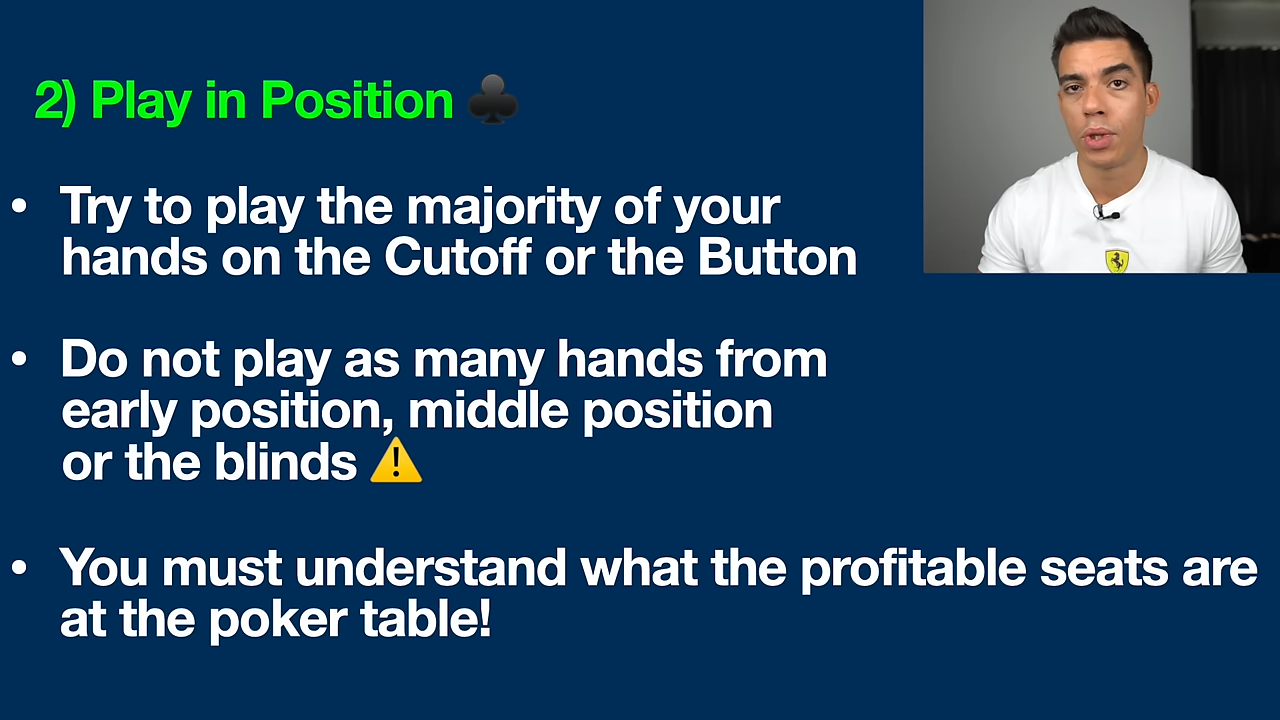 2) Play in Position ♣️
• Try to play the majority of your
hands on the Cutoff or the Button
• Do not play as many hands from
early position, middle position
or the blinds ⚠️
• You must understand what the profitable seats are
at the poker table!